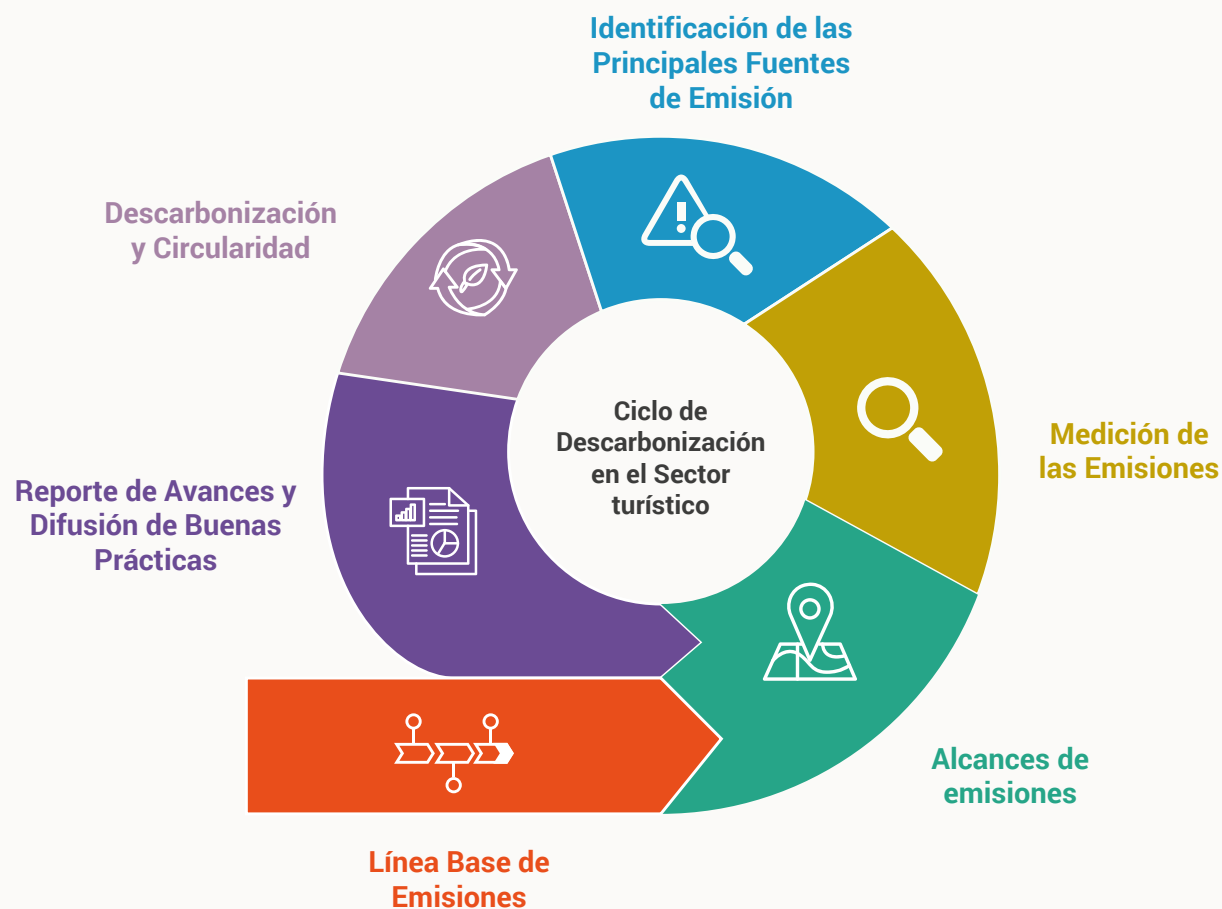 Identificación de las
Principales Fuentes
de Emisión
Descarbonización
y Circularidad
Ciclo de
Descarbonización
en el Sector
turístico
Medición de
las Emisiones
Reporte de Avances y
Difusión de Buenas
Prácticas
Alcances de
emisiones
Línea Base de
Emisiones